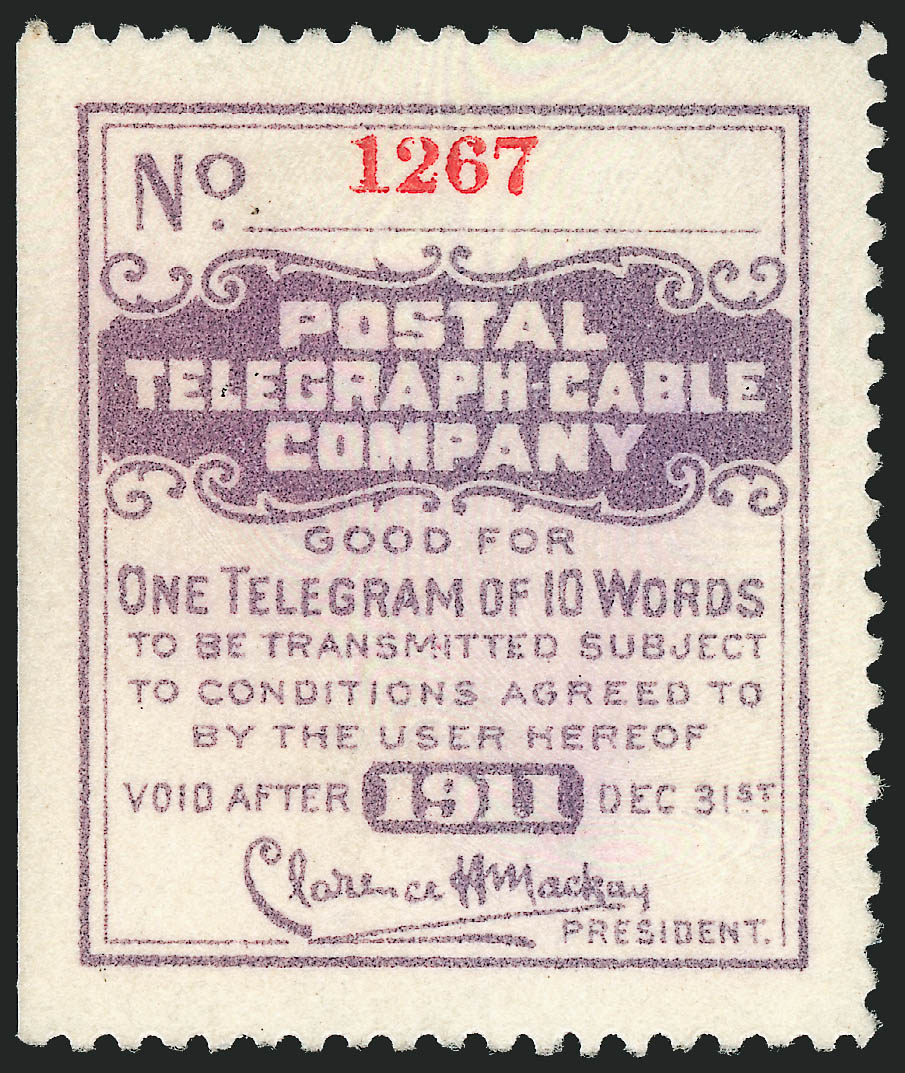 No. 1267
POSTAL
TELEGRAPH-CABLE
COMPANY
GOOD FOR
ONE TELEGRAM OF 10 WORDS
TO BE TRANSMITTED SUBJECT
TO CONDITIONS AGREED TO
BY THE USER HEREOF
VOID AFTER 1911 DEC 31ST
Clarence H Mackay
PRESIDENT.